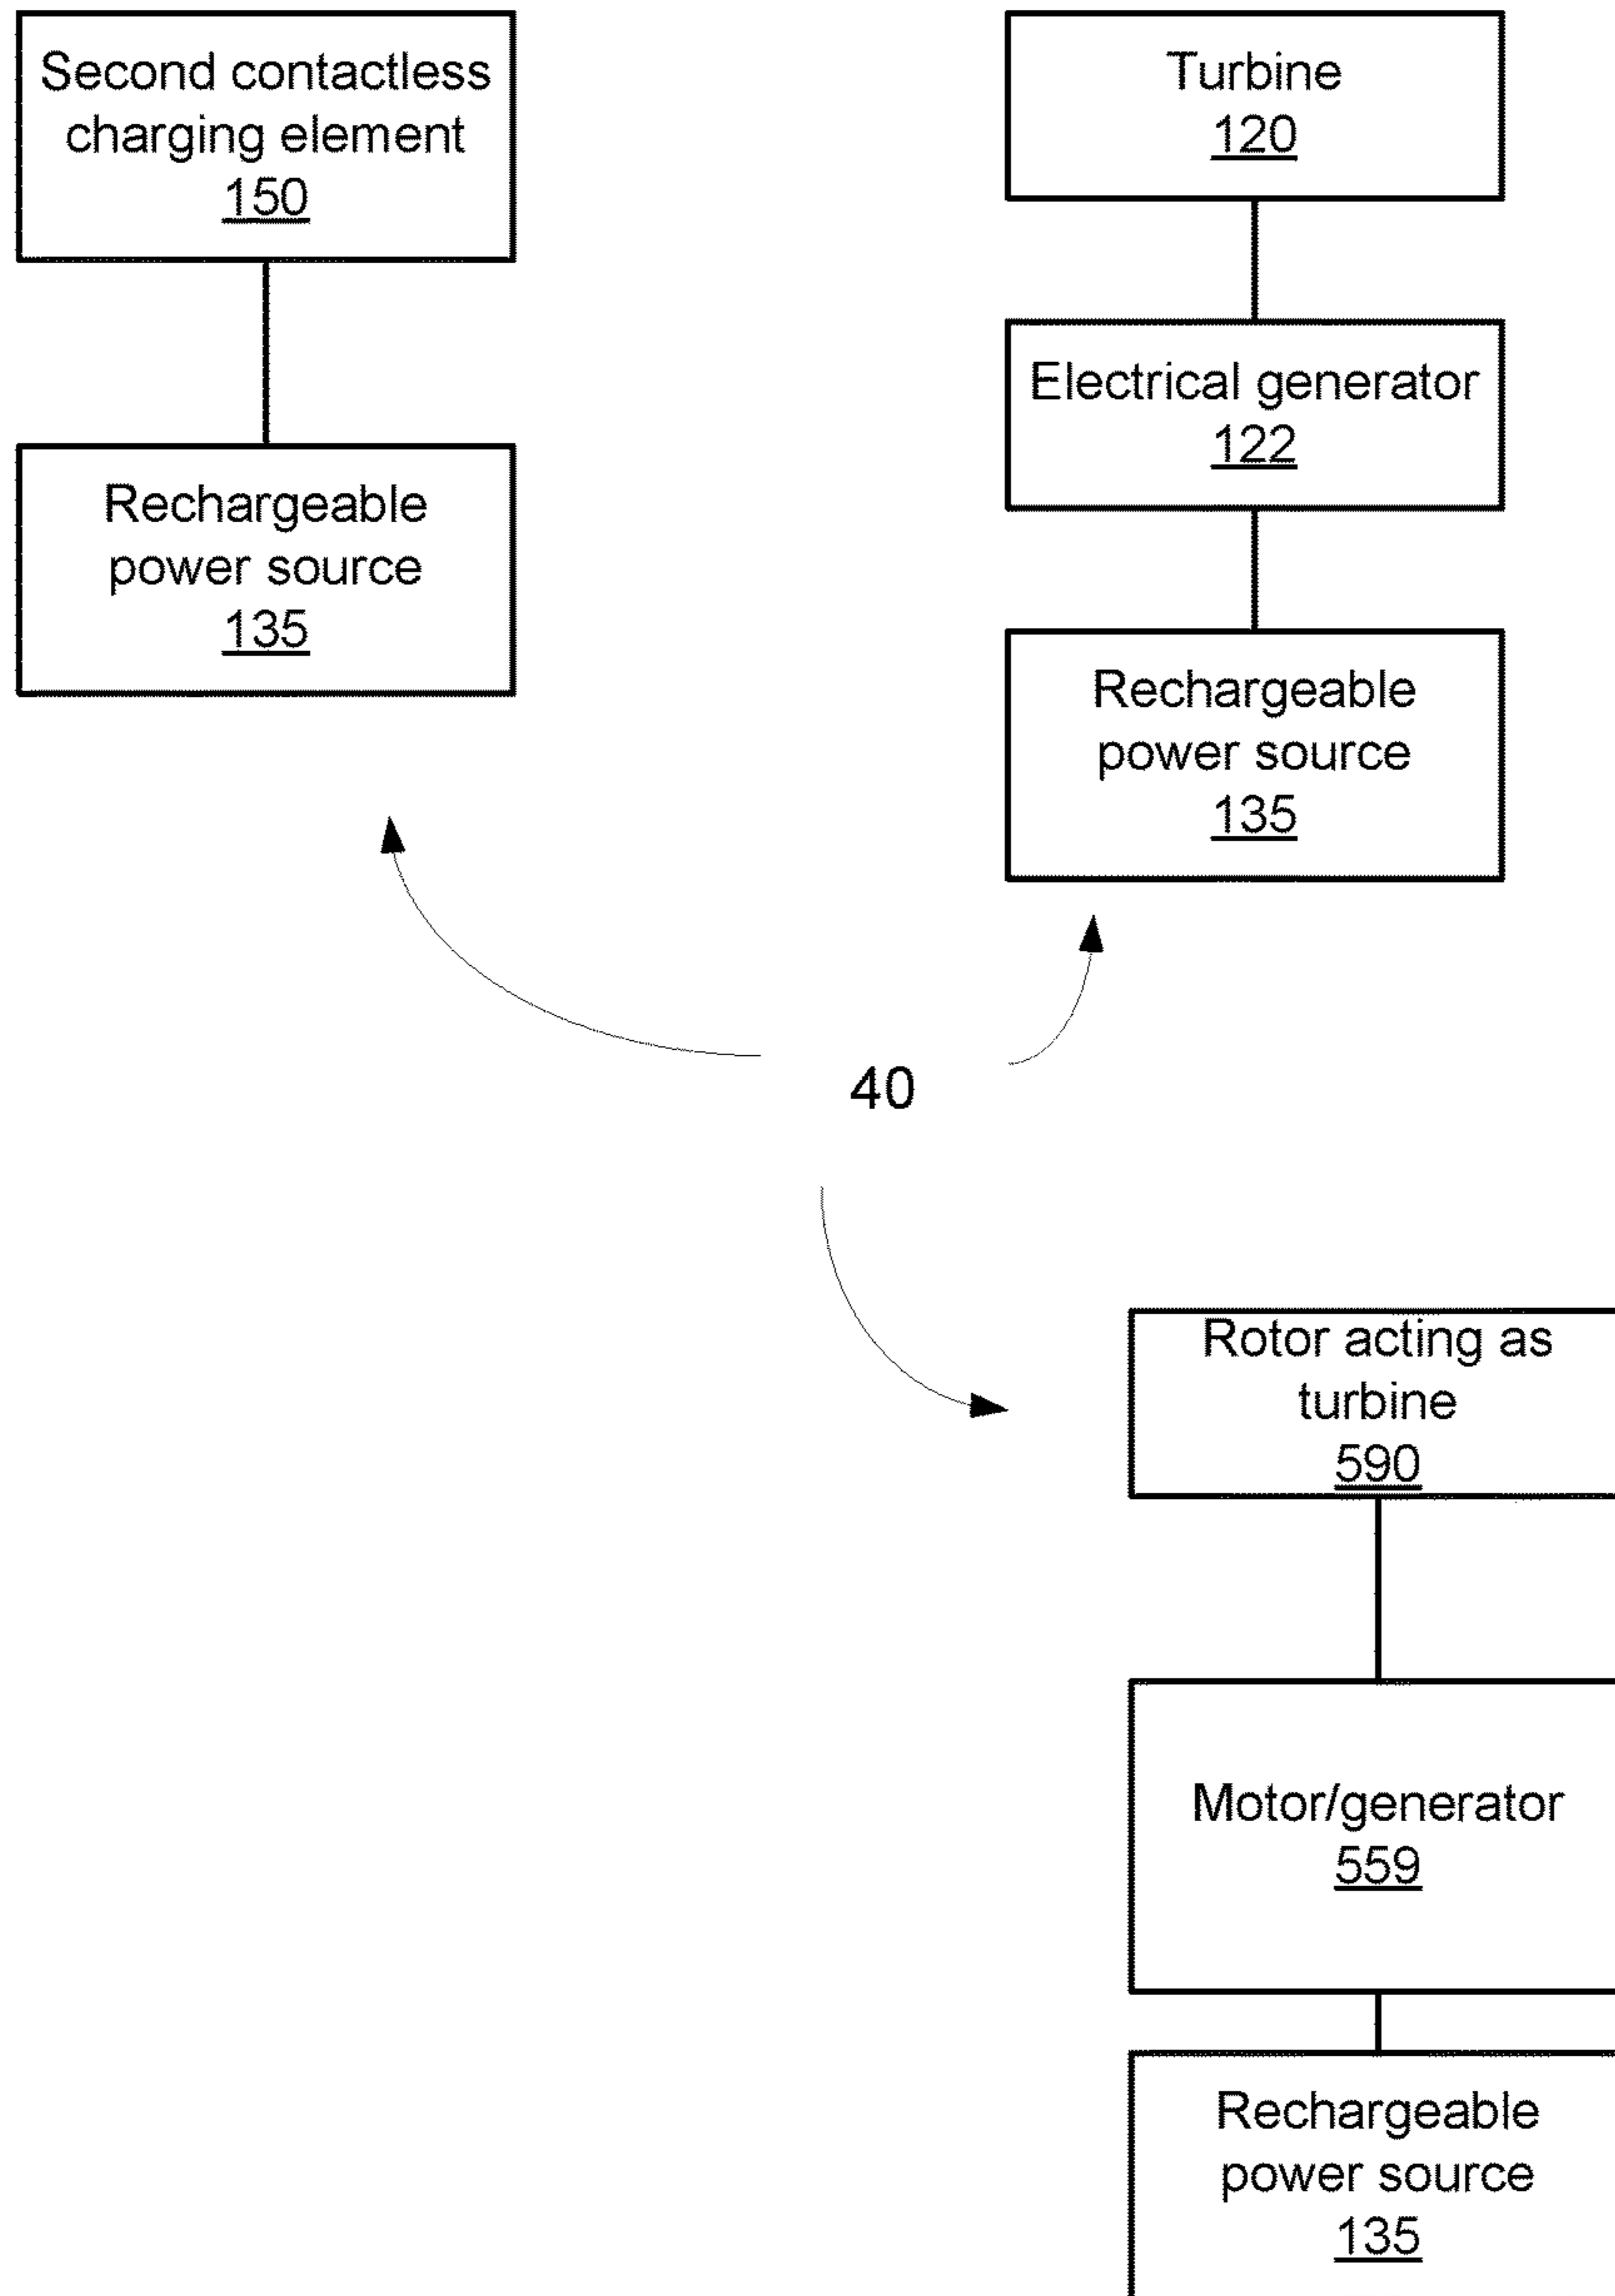 Second contactless
charging element
150
Rechargeable
power source
135
Turbine
120
Electrical generator
122
Rechargeable
power source
135
40
Rotor acting as
turbine
590
Motor/generator
559
Rechargeable
power source
135